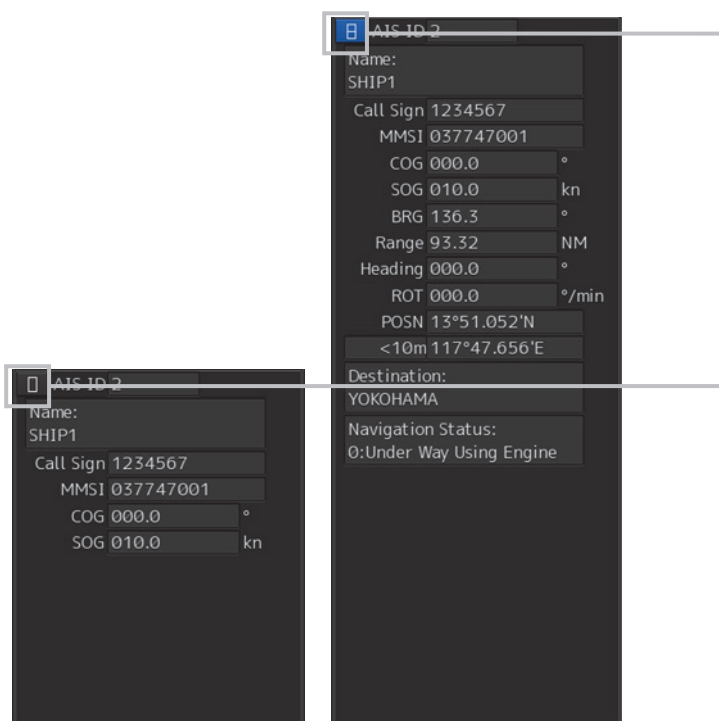 AIS ID 2
Name:
SHIP1
Call Sign 1234567
MMSI 037747001
COG 000.0 °
SOG 010.0 kn
BRG 136.3 °
Range 93.32 NM
Heading 000.0 °
ROT 000.0 °/min
POSN 13°51.052'N
<10m 117°47.656'E
Destination:
YOKOHAMA
Navigation Status:
0:Under Way Using Engine
AIS ID 2
Name:
SHIP1
Call Sign 1234567
MMSI 037747001
COG 000.0 °
SOG 010.0 kn